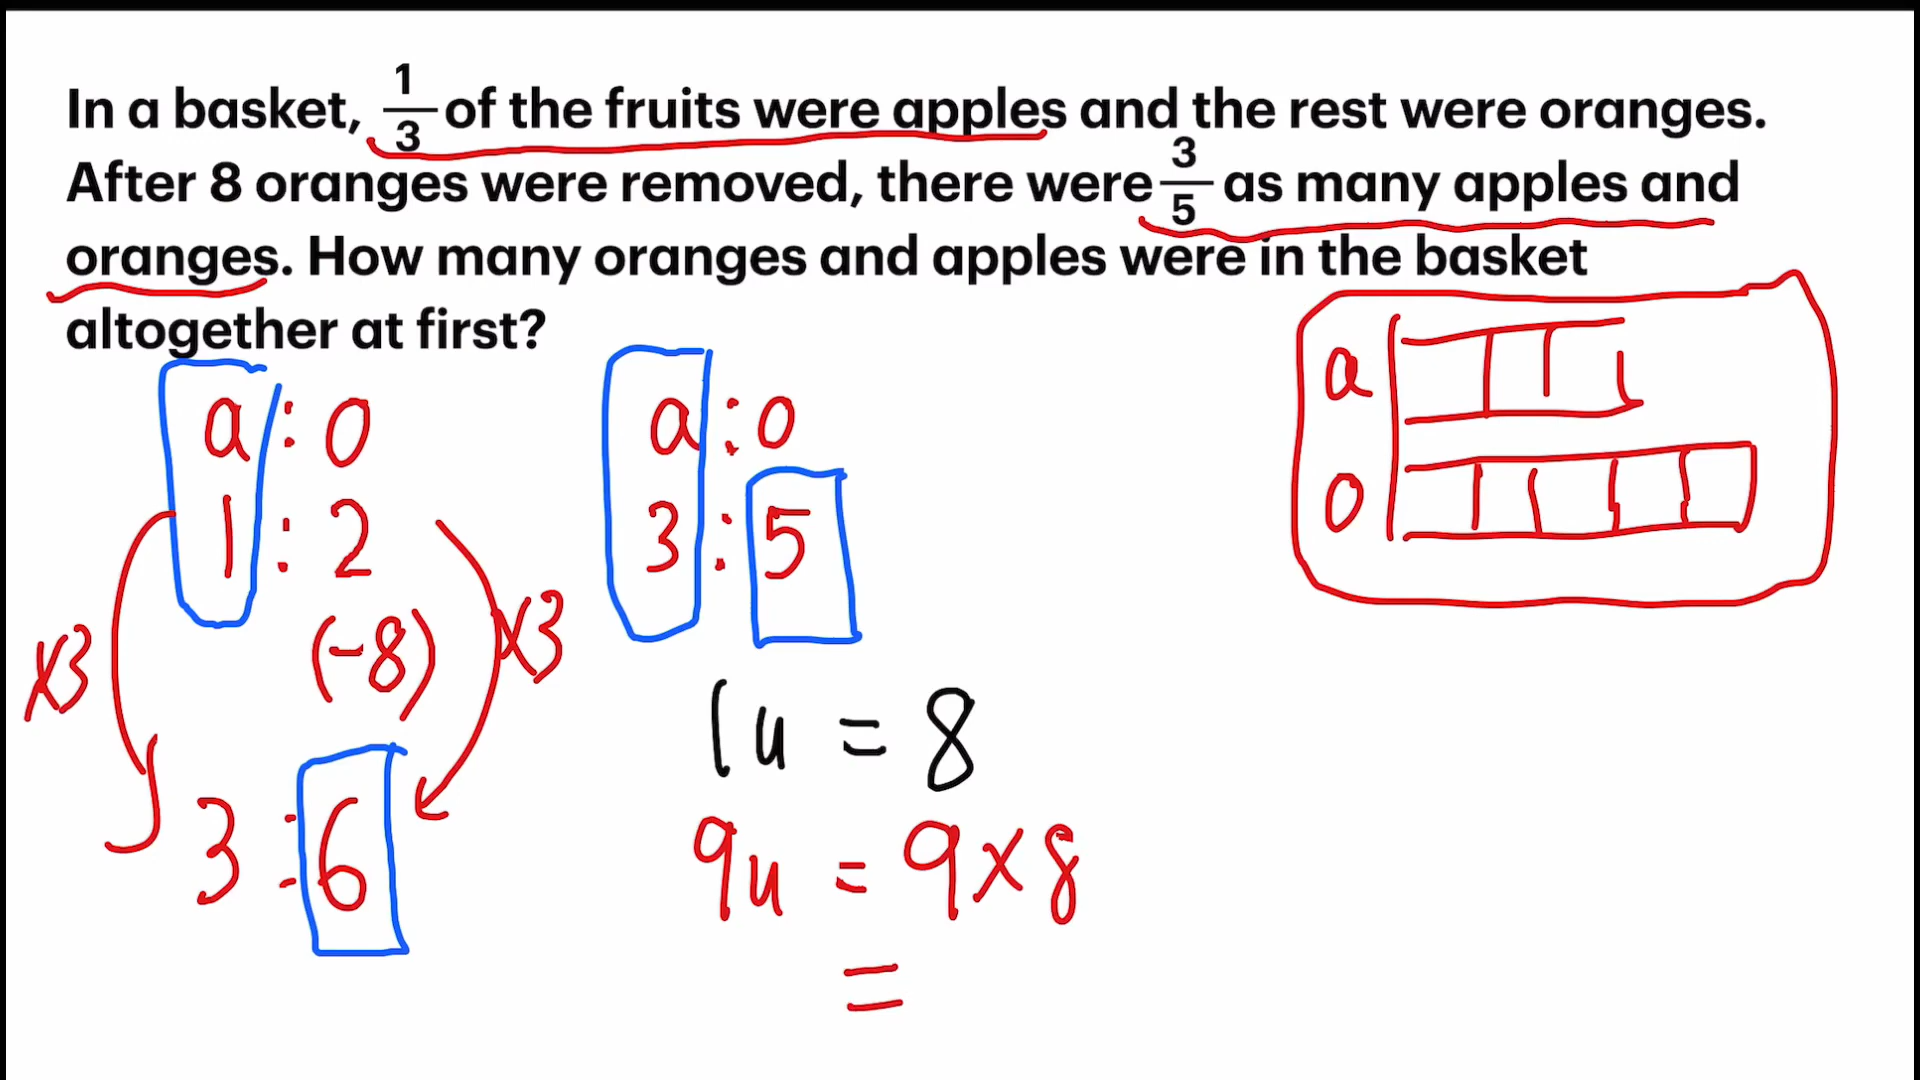 In a basket, 1/3 of the fruits were apples and the rest were oranges.
After 8 oranges were removed, there were 3/5 as many apples and
oranges. How many oranges and apples were in the basket
altogether at first?
a : o
1 : 2
(-8)
x3
x3
3 : 6
a : o
3 : 5
1u = 8
9u = 9x8
=
a
o